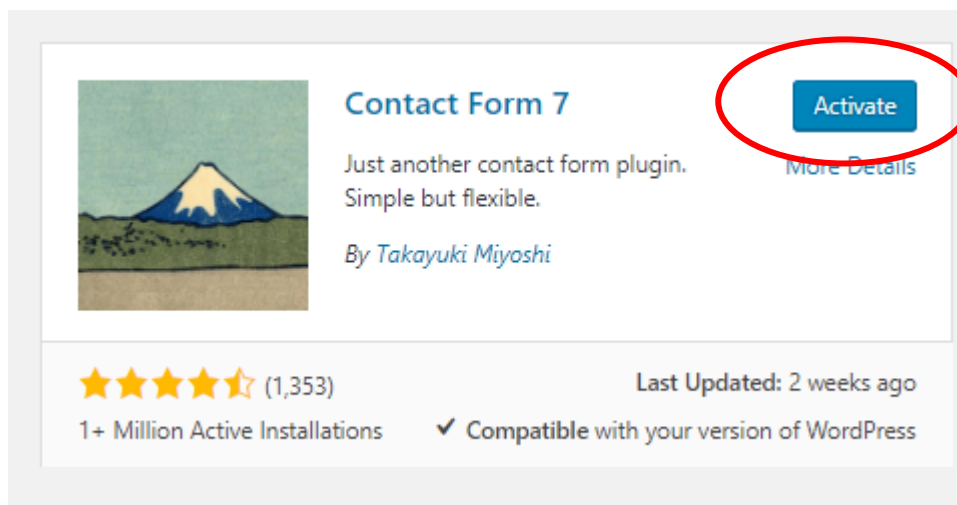 Contact Form 7
Activate
Just another contact form plugin.
Simple but flexible.
More Details
By Takayuki Miyoshi
(1,353)
Last Updated: 2 weeks ago
1+ Million Active Installations
✔ Compatible with your version of WordPress